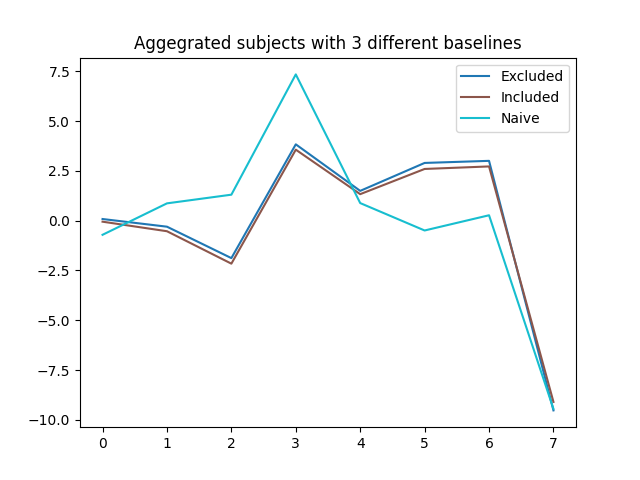 Aggegrated subjects with 3 different baselines
7.5
5.0
2.5
0.0
−2.5
−5.0
−7.5
−10.0
0 1 2 3 4 5 6 7
Excluded
Included
Naive